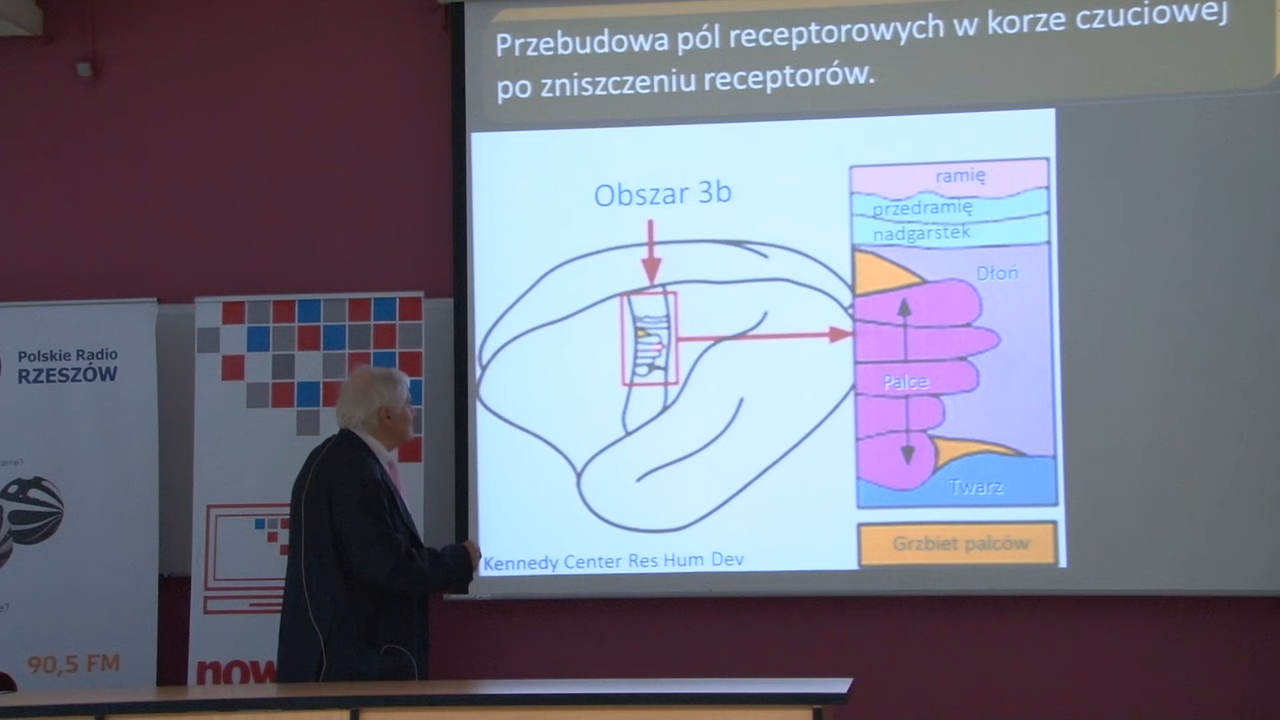 Przebudowa pól receptorowych w korze czuciowej
po zniszczeniu receptorów.
Obszar 3b
ramię
przedramię
nadgarstek
Dłoń
Palce
Twarz
Grzbiet palców
Kennedy Center Res Hum Dev
Polskie Radio
RZESZÓW
90,5 FM